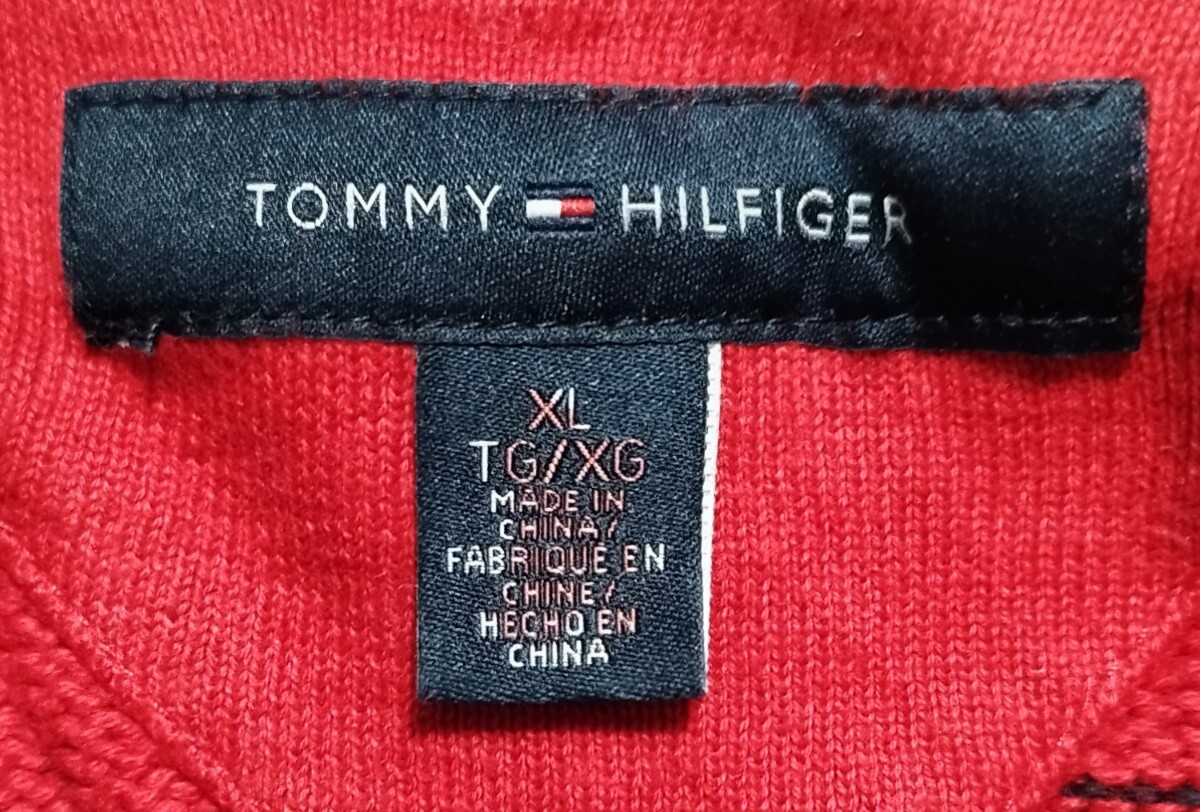 TOMMY HILFIGER
XL
TG/XG
MADE IN
CHINA/
FABRIQUÉ EN
CHINE/
HECHO EN
CHINA